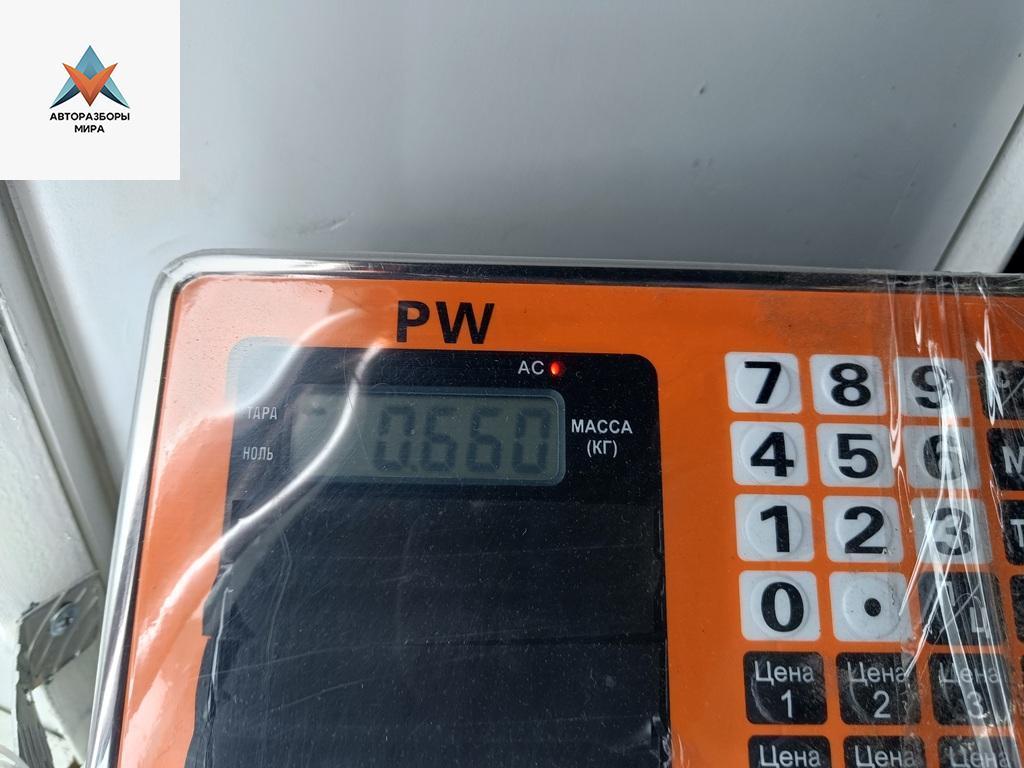 АВТОРАЗБОРЫ
МИРА
PW
AC
ТАРА
НОЛЬ
0.660
МАССА
(КГ)
7 8 9
4 5 6
1 2 3
0 •
Цена Цена Цена
1 2 3
Цена Цена Цена